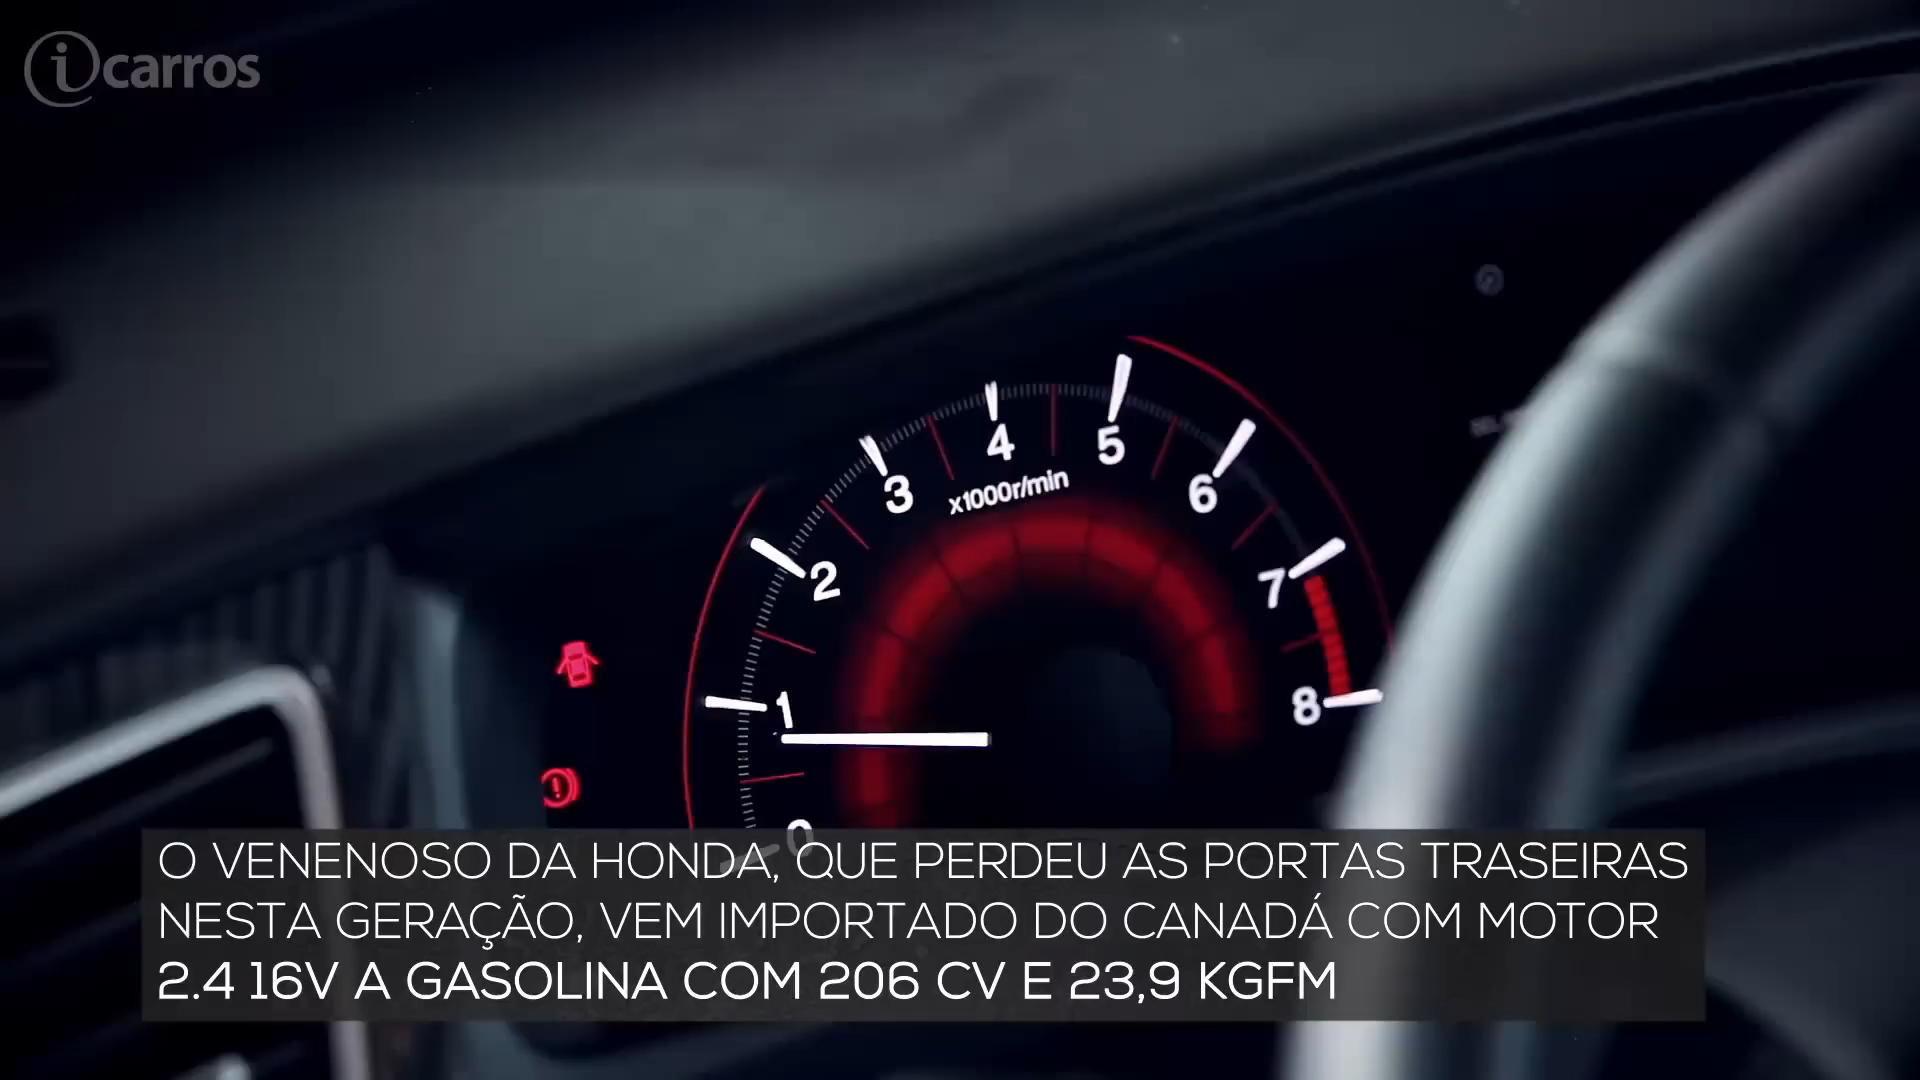 icarros
4
5
3
x1000r/min
6
2
7
1
8
0
O VENENOSO DA HONDA, QUE PERDEU AS PORTAS TRASEIRAS
NESTA GERAÇÃO, VEM IMPORTADO DO CANADÁ COM MOTOR
2.4 16V A GASOLINA COM 206 CV E 23,9 KGFM